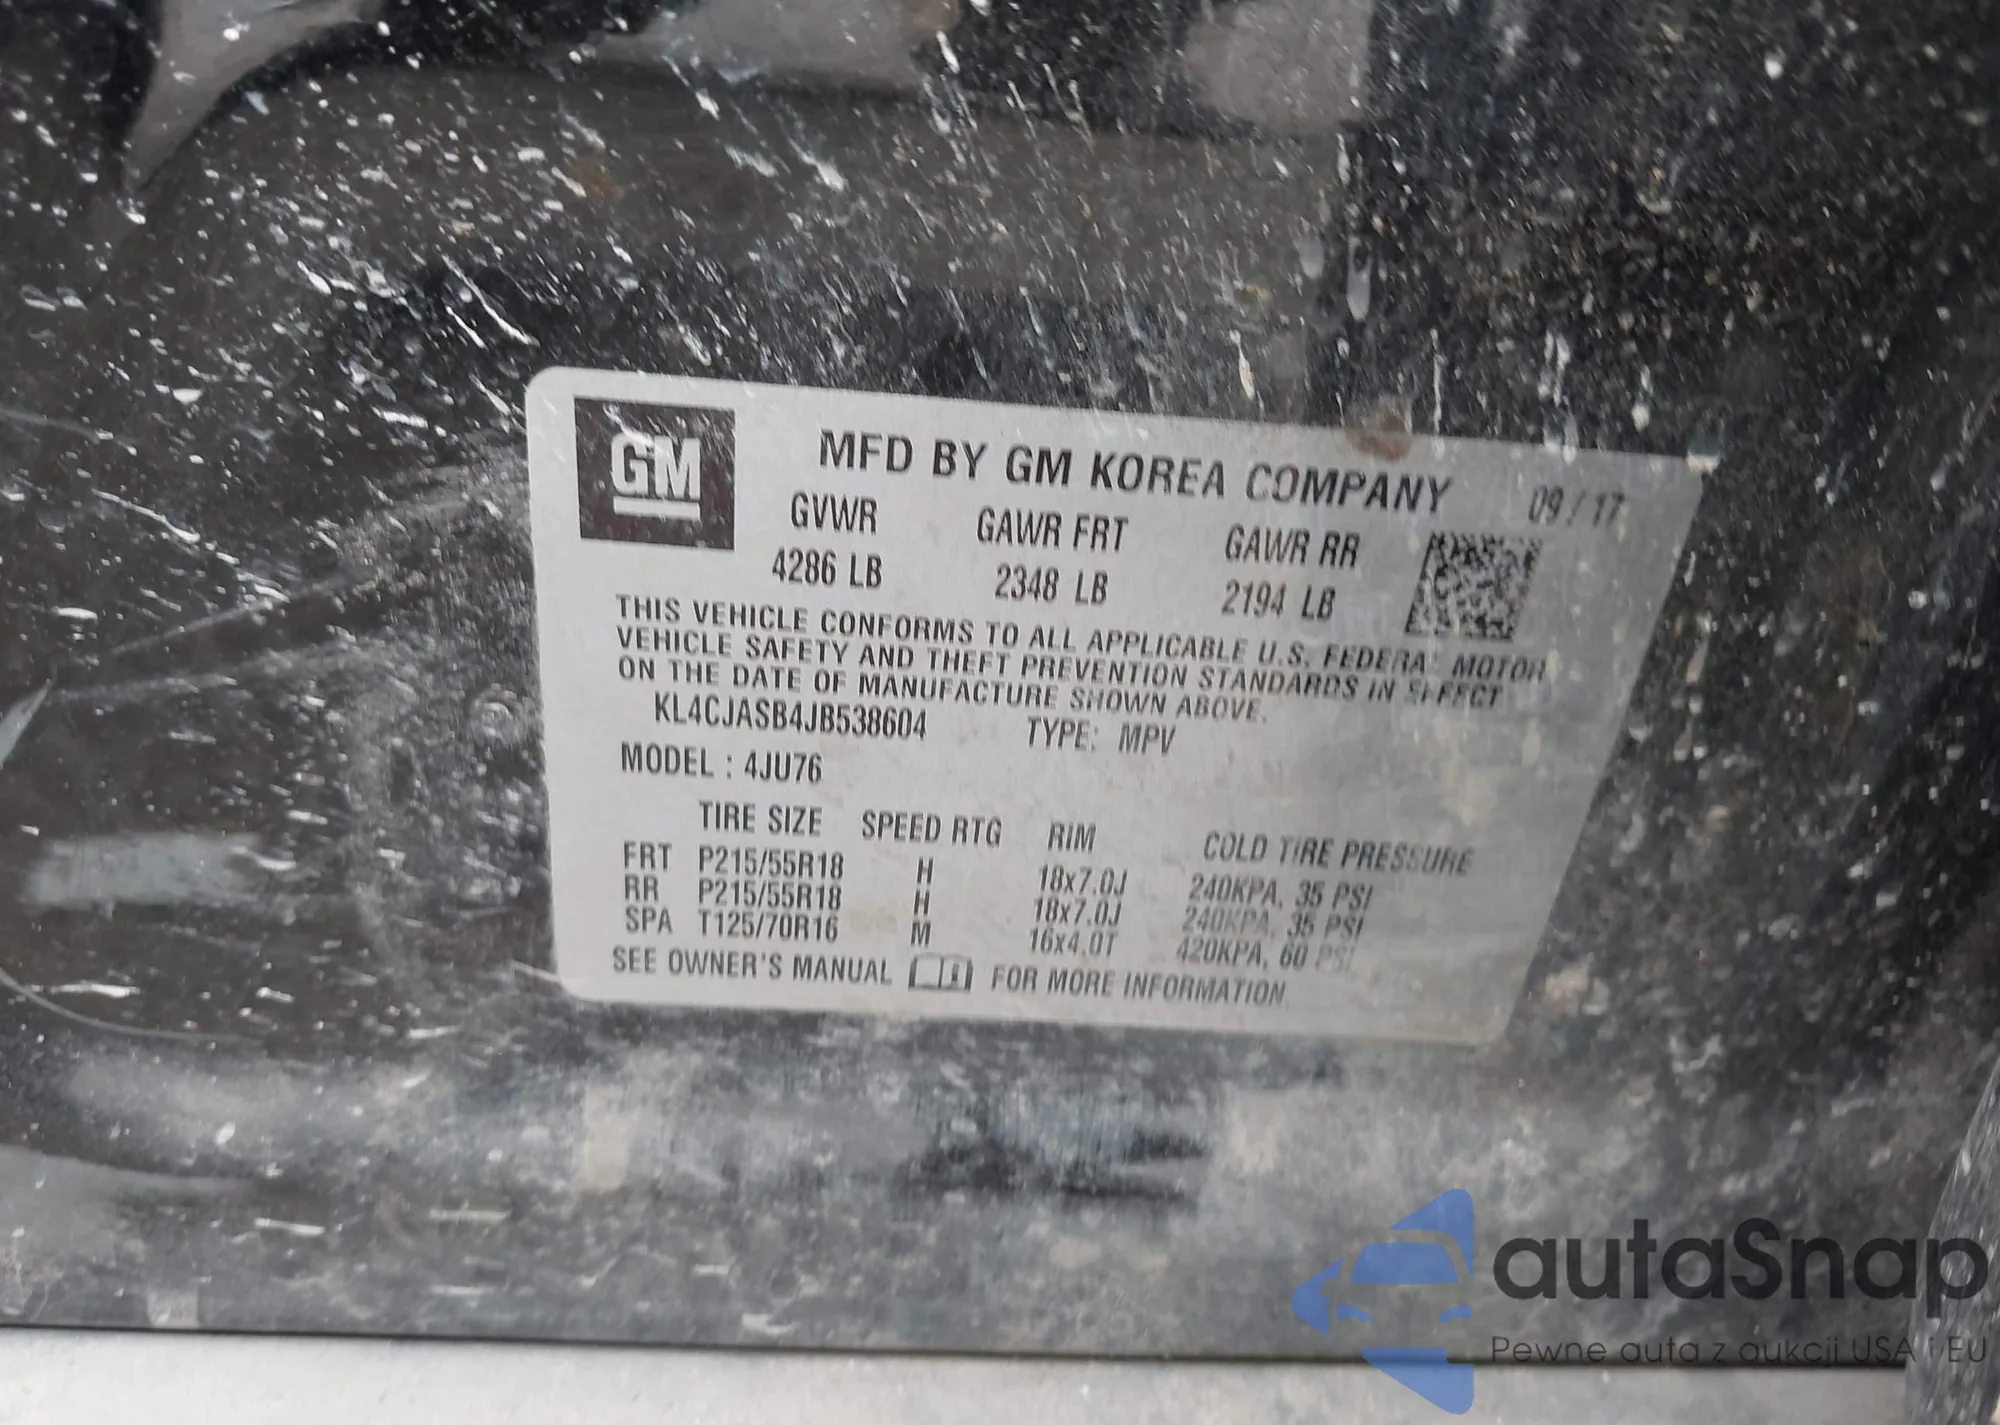 GM
MFD BY GM KOREA COMPANY 09 / 17
GVWR GAWR FRT GAWR RR
4286 LB 2348 LB 2194 LB
THIS VEHICLE CONFORMS TO ALL APPLICABLE U.S. FEDERAL MOTOR
VEHICLE SAFETY AND THEFT PREVENTION STANDARDS IN EFFECT
ON THE DATE OF MANUFACTURE SHOWN ABOVE.
KL4CJASB4JB538604 TYPE: MPV
MODEL : 4JU76
TIRE SIZE SPEED RTG RIM COLD TIRE PRESSURE
FRT P215/55R18 H 18x7.0J 240KPA, 35 PSI
RR P215/55R18 H 18x7.0J 240KPA, 35 PSI
SPA T125/70R16 M 16x4.0T 420KPA, 60 PSI
SEE OWNER'S MANUAL FOR MORE INFORMATION
autaSnap
Pewne auta z aukcji USA i EU